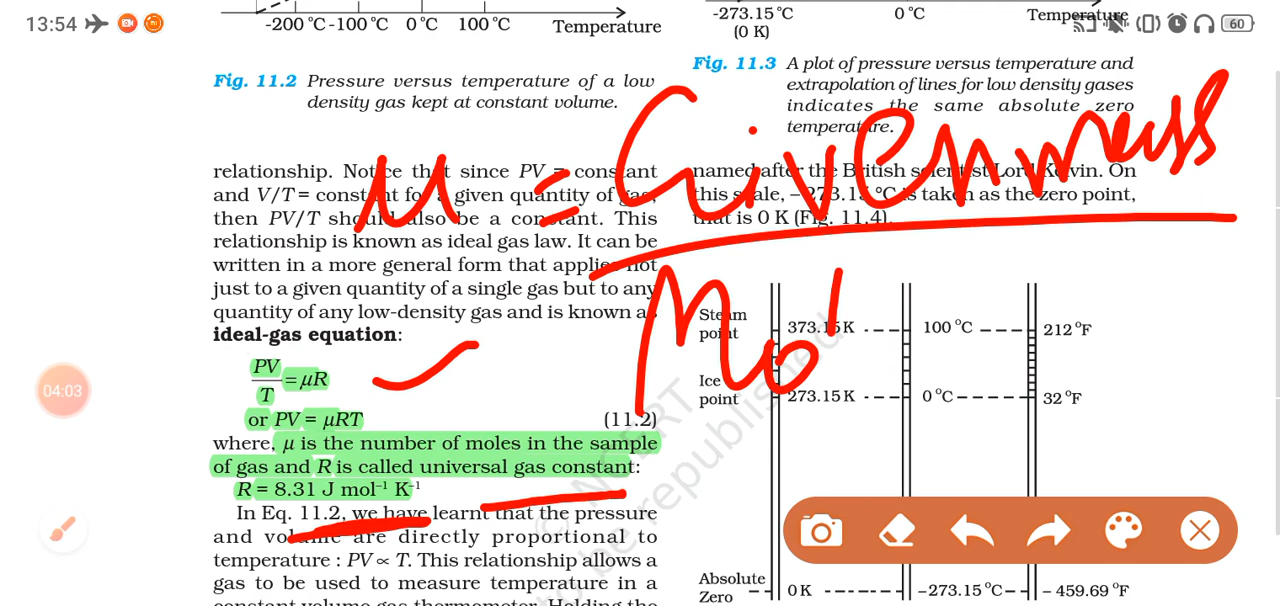 13:54
60
-200 °C -100 °C 0 °C 100 °C
Temperature
Fig. 11.2 Pressure versus temperature of a low
density gas kept at constant volume.
relationship. Notice that since PV = constant
and V/T = constant for a given quantity of gas,
then PV/T should also be a constant. This
relationship is known as ideal gas law. It can be
written in a more general form that applies not
just to a given quantity of a single gas but to any
quantity of any low-density gas and is known as
ideal-gas equation:
PV
= μR
T
or PV = μRT (11.2)
where, μ is the number of moles in the sample
of gas and R is called universal gas constant:
R = 8.31 J mol⁻¹ K⁻¹
In Eq. 11.2, we have learnt that the pressure
and volume are directly proportional to
temperature : PV ∝ T. This relationship allows a
gas to be used to measure temperature in a
constant volume gas thermometer. Holding the
-273.15 °C 0 °C
Temperature
(0 K)
Fig. 11.3 A plot of pressure versus temperature and
extrapolation of lines for low density gases
indicates the same absolute zero
temperature.
named after the British scientist Lord Kelvin. On
this scale, – 273.15 °C is taken as the zero point,
that is 0 K (Fig. 11.4).
Steam
point 373.15 K 100 °C 212 °F
Ice
point 273.15 K 0 °C 32 °F
Absolute
Zero 0 K -273.15 °C - 459.69 °F
μ = Given mass
Mo
04:03
© NCERT
be republished